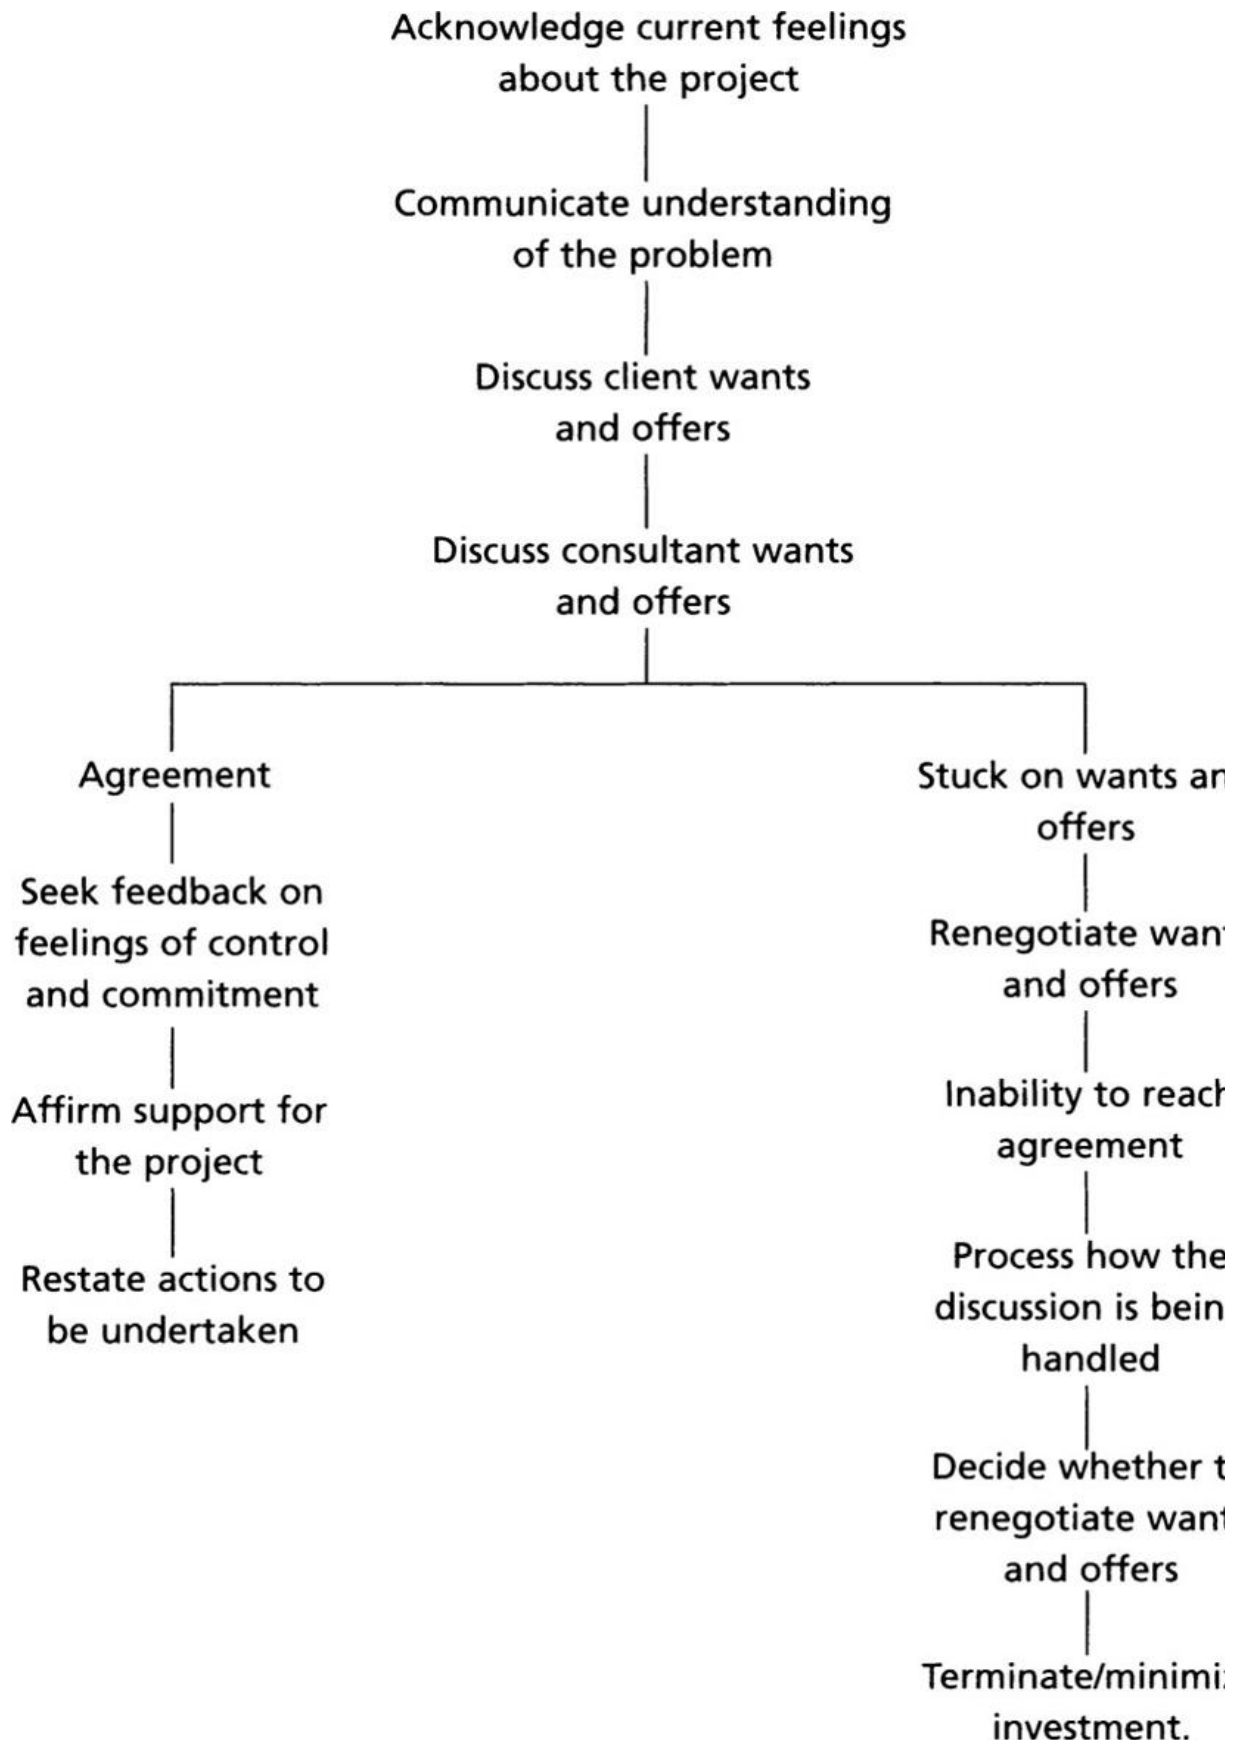 Acknowledge current feelings
about the project
Communicate understanding
of the problem
Discuss client wants
and offers
Discuss consultant wants
and offers
Agreement
Seek feedback on
feelings of control
and commitment
Affirm support for
the project
Restate actions to
be undertaken
Stuck on wants an
offers
Renegotiate want
and offers
Inability to reach
agreement
Process how the
discussion is bein
handled
Decide whether t
renegotiate want
and offers
Terminate/minimi
investment.